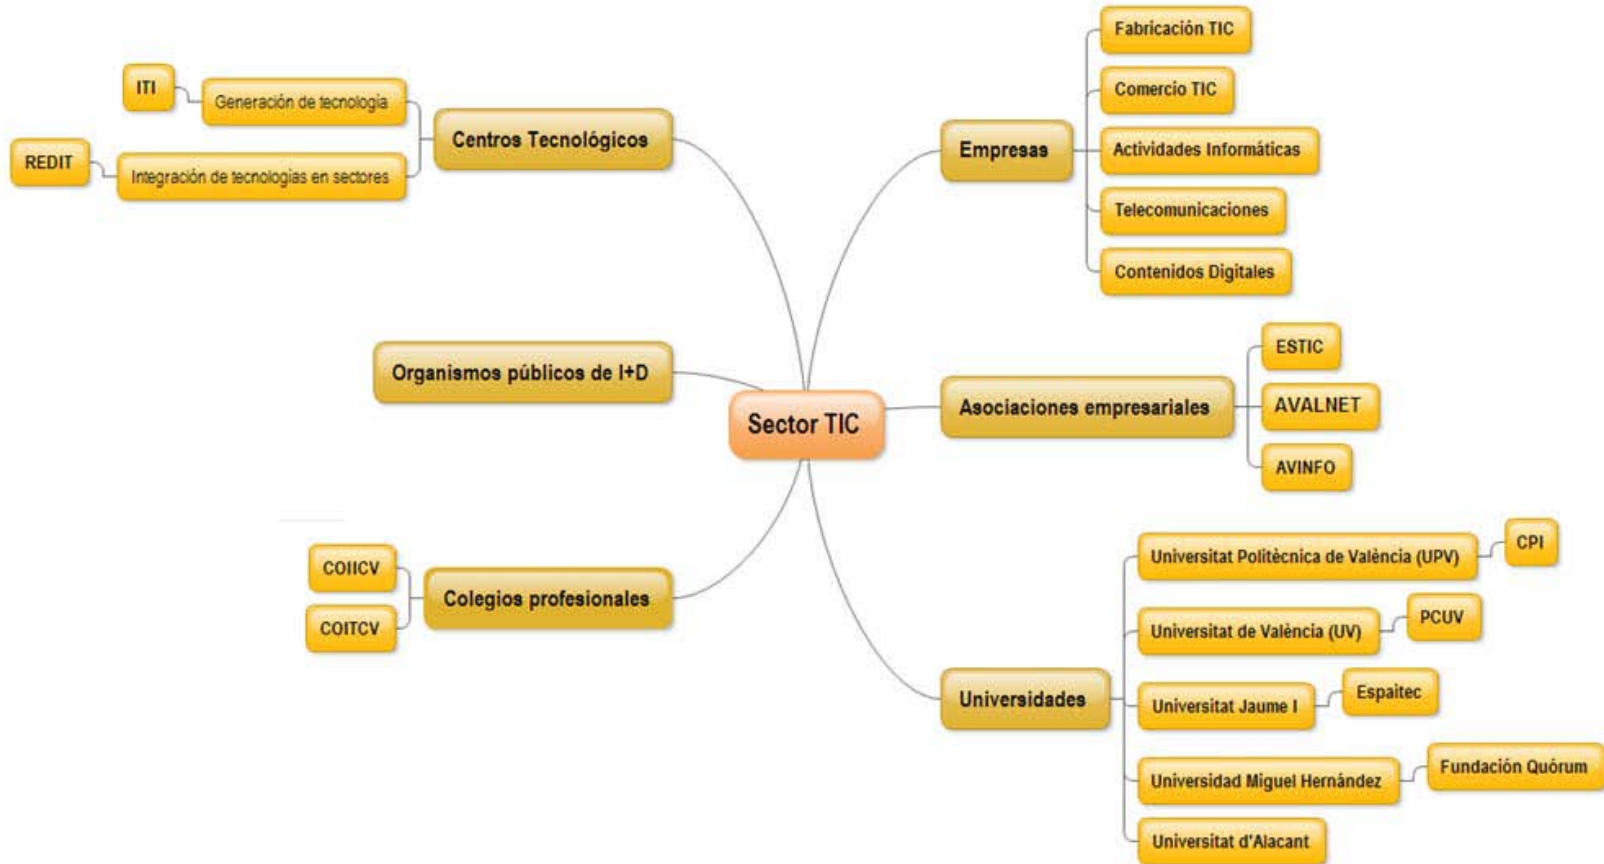 Fabricación TIC
ITI
Generación de tecnología
Comercio TIC
Centros Tecnológicos
Empresas
Actividades Informáticas
REDIT
Integración de tecnologías en sectores
Telecomunicaciones
Contenidos Digitales
ESTIC
Organismos públicos de I+D
Asociaciones empresariales
AVALNET
Sector TIC
AVINFO
Universitat Politècnica de València (UPV)
CPI
COIICV
Colegios profesionales
COITCV
Universitat de València (UV)
PCUV
Universidades
Universitat Jaume I
Espaitec
Universidad Miguel Hernández
Fundación Quórum
Universitat d'Alacant